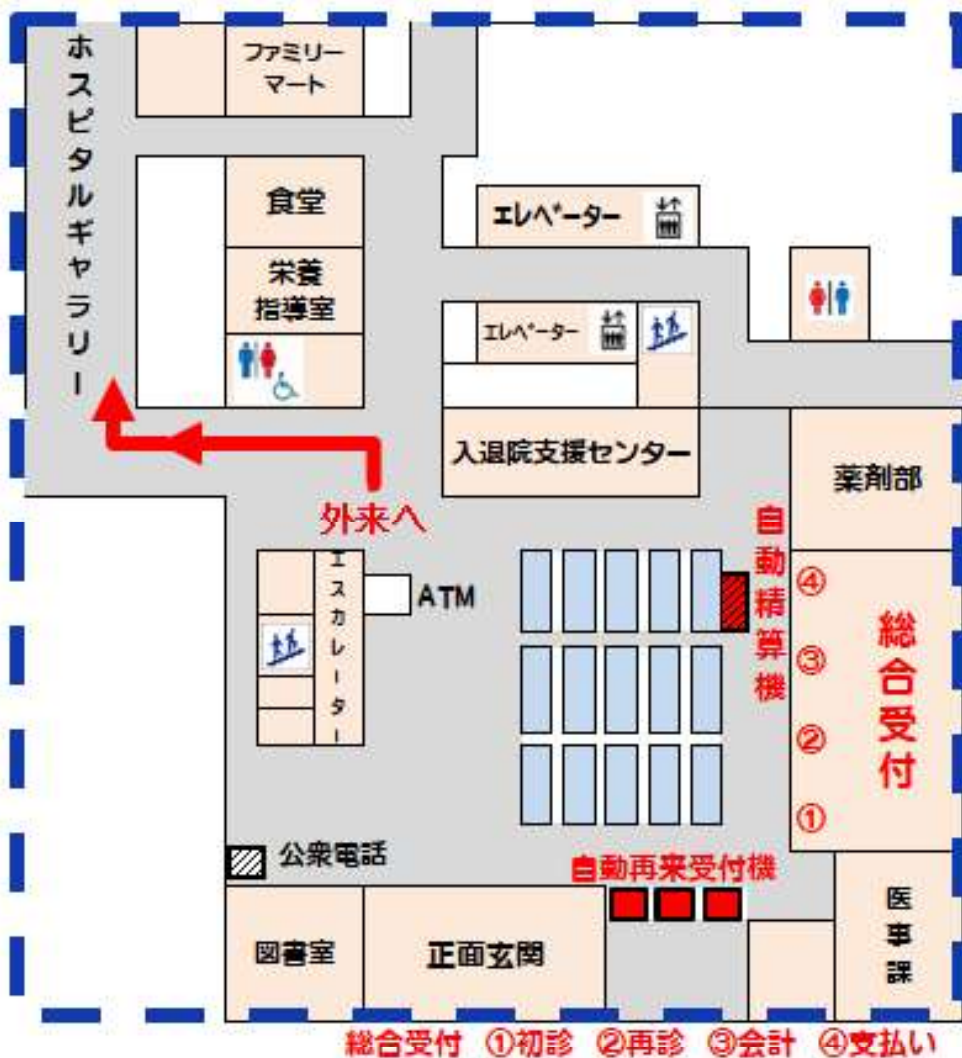 ホスピタルギャラリー
ファミリー
マート
食堂
エレベーター
栄養
指導室
エレベーター
入退院支援センター
薬剤部
外来へ
エスカレーター
ATM
自動精算機
④
③
②
①
総合受付
公衆電話
自動再来受付機
図書室
正面玄関
医事課
総合受付 ①初診 ②再診 ③会計 ④支払い